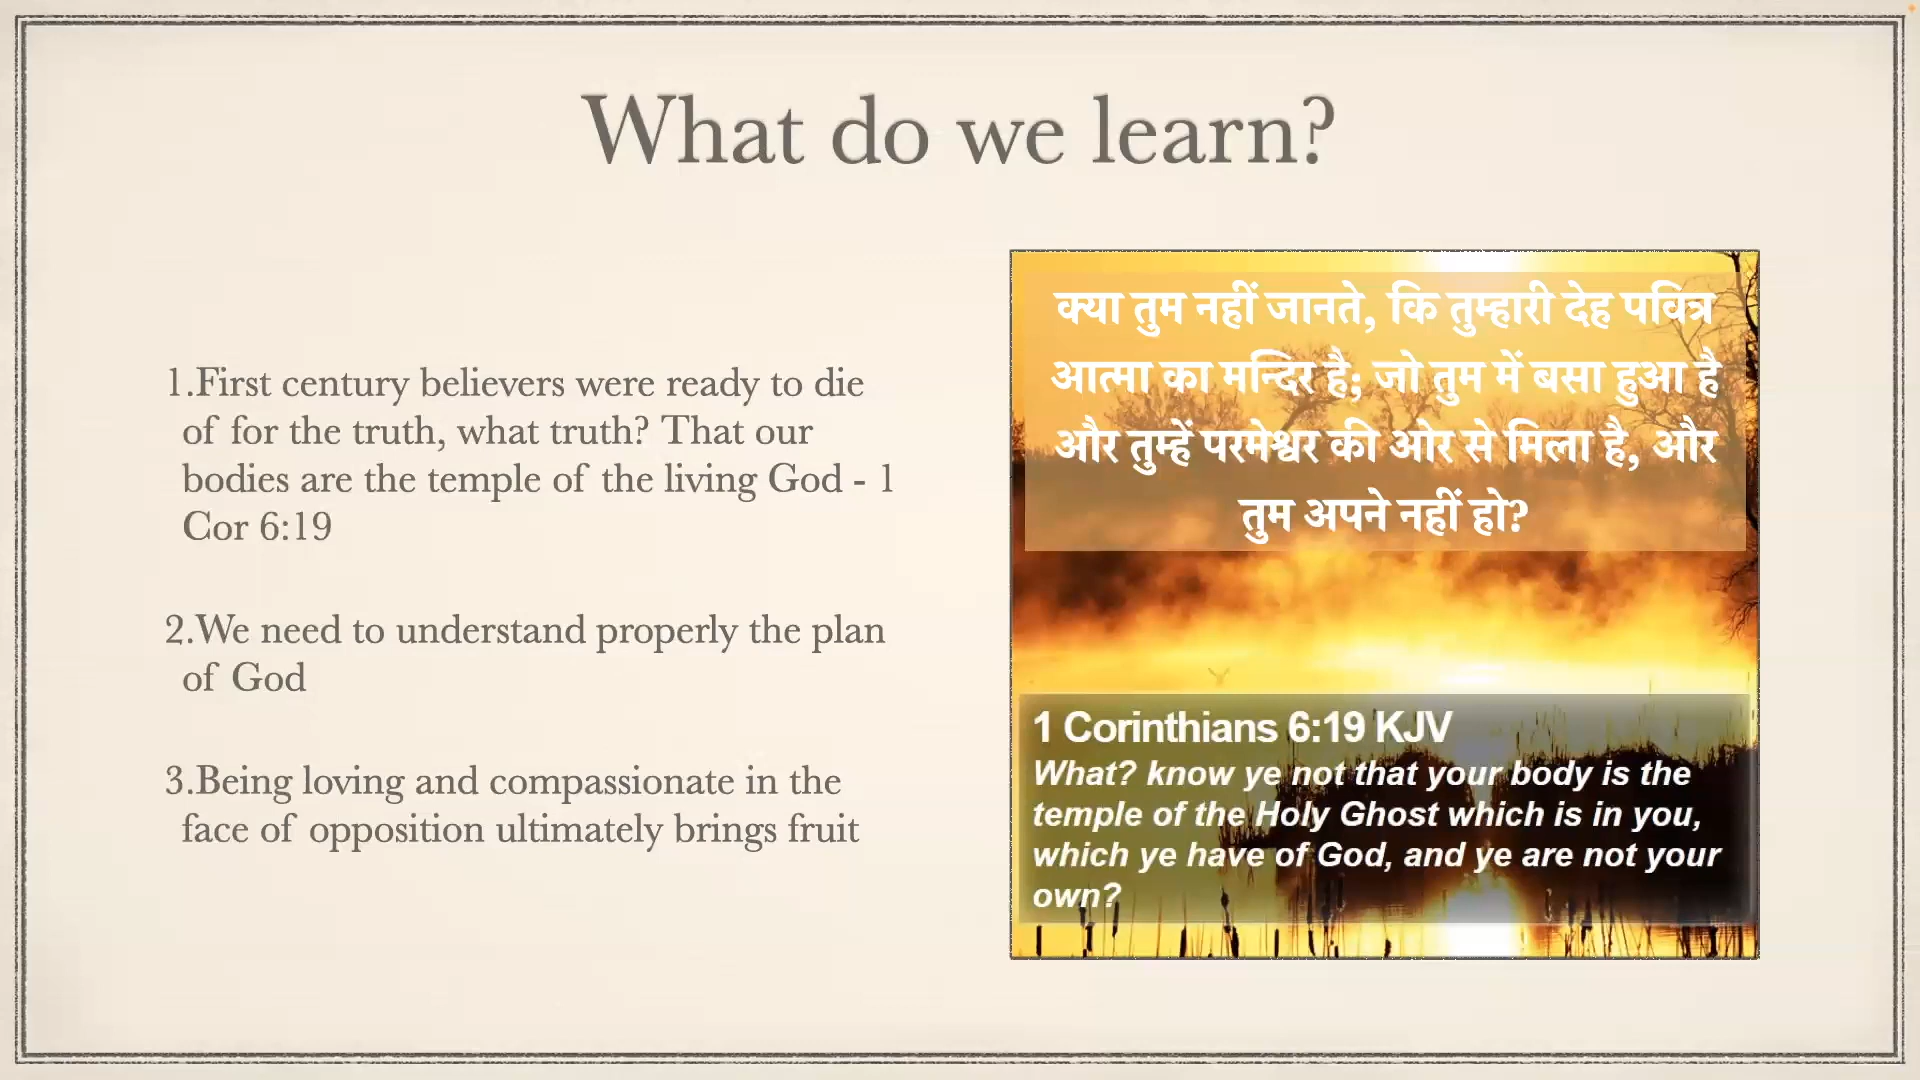 What do we learn?
1.First century believers were ready to die
of for the truth, what truth? That our
bodies are the temple of the living God - 1
Cor 6:19
2.We need to understand properly the plan
of God
3.Being loving and compassionate in the
face of opposition ultimately brings fruit
क्या तुम नहीं जानते, कि तुम्हारी देह पवित्र
आत्मा का मन्दिर है; जो तुम में बसा हुआ है
और तुम्हें परमेश्वर की ओर से मिला है, और
तुम अपने नहीं हो?
1 Corinthians 6:19 KJV
What? know ye not that your body is the
temple of the Holy Ghost which is in you,
which ye have of God, and ye are not your
own?